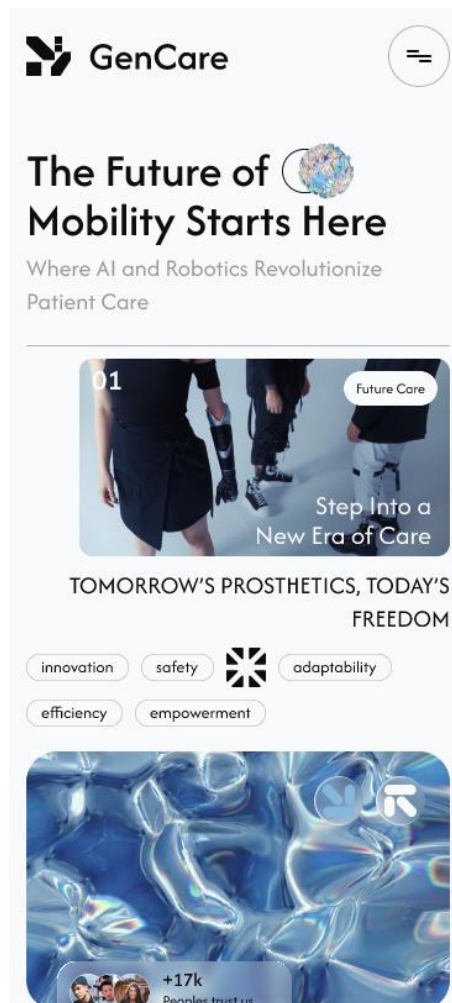 GenCare
The Future of
Mobility Starts Here
Where AI and Robotics Revolutionize
Patient Care
01
Future Care
Step Into a
New Era of Care
TOMORROW'S PROSTHETICS, TODAY'S
FREEDOM
innovation safety adaptability
efficiency empowerment
+17k
Peoples trust us